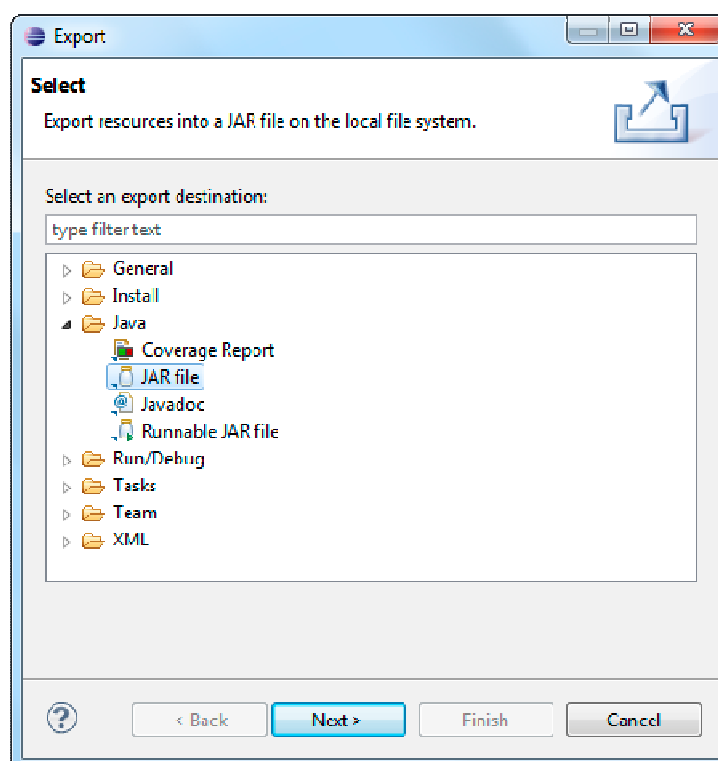 Export
Select
Export resources into a JAR file on the local file system.
Select an export destination:
type filter text
General
Install
Java
Coverage Report
JAR file
Javadoc
Runnable JAR file
Run/Debug
Tasks
Team
XML
?
< Back
Next >
Finish
Cancel